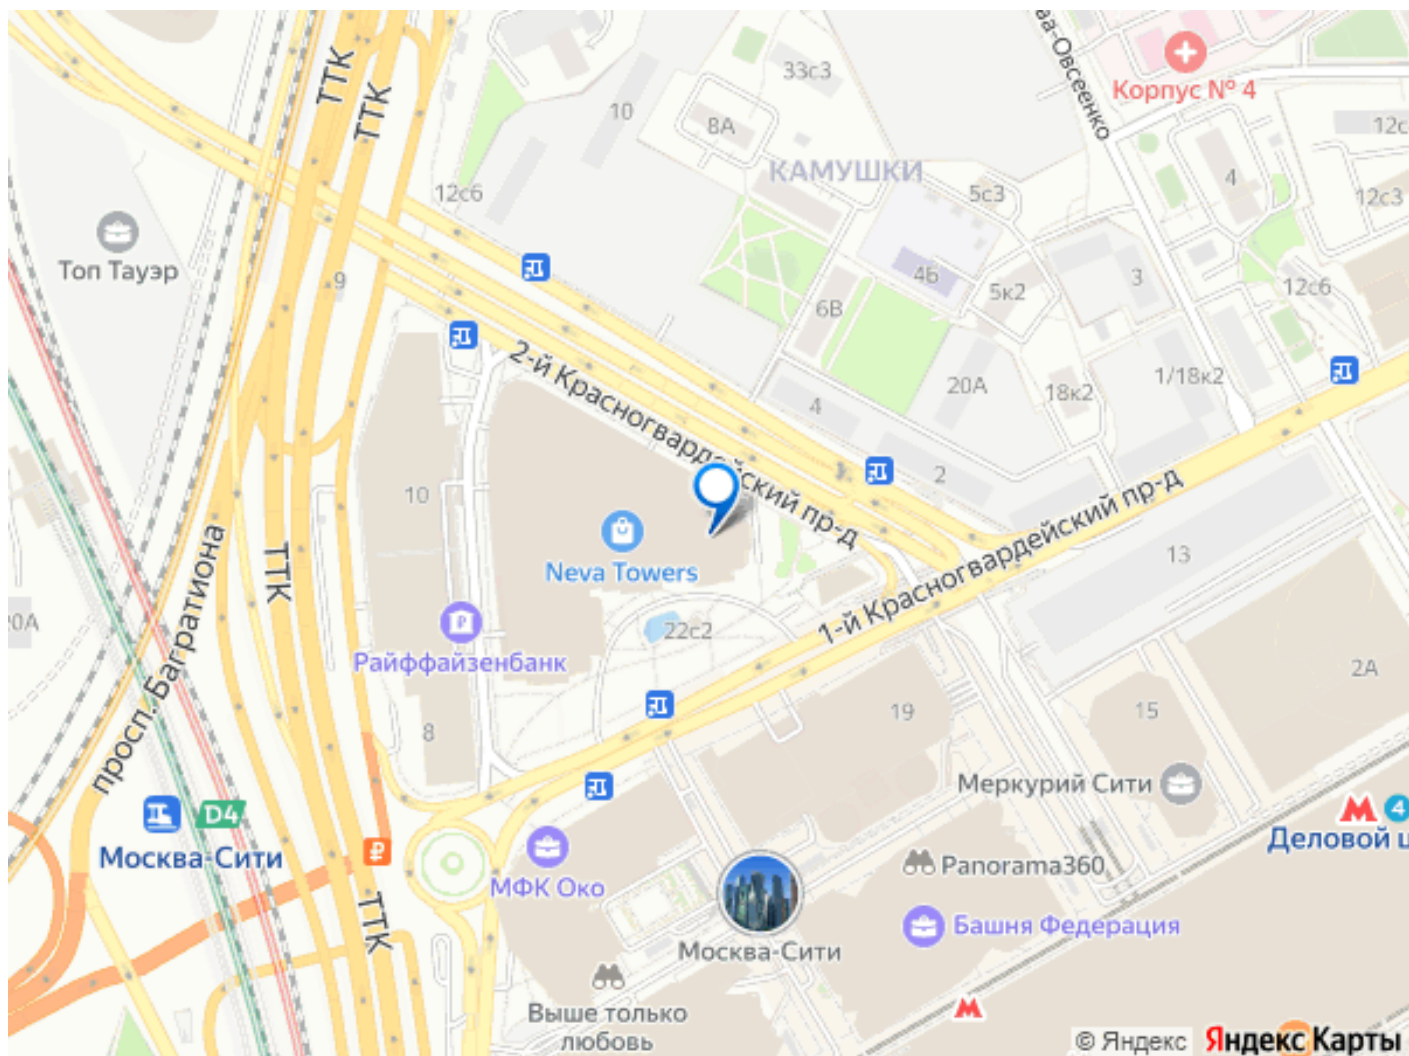 ТТК
ТТК
33с3
Корпус № 4
10
8А
12с
КАМУШКИ
4
12с6
5с3
12с3
Топ Тауэр
9
4Б
3
5к2
12с6
6В
2-й Красногвардейский пр-д
20А
18к2
1/18к2
4
10
2
1-й Красногвардейский пр-д
13
Neva Towers
ТТК
просп. Багратиона
20А
22с2
Райффайзенбанк
2А
19
15
8
Меркурий Сити
D4
4
Москва-Сити
Деловой ц
₽
Panorama360
МФК Око
ТТК
Башня Федерация
Москва-Сити
Выше только
любовь
© Яндекс Яндекс Карты